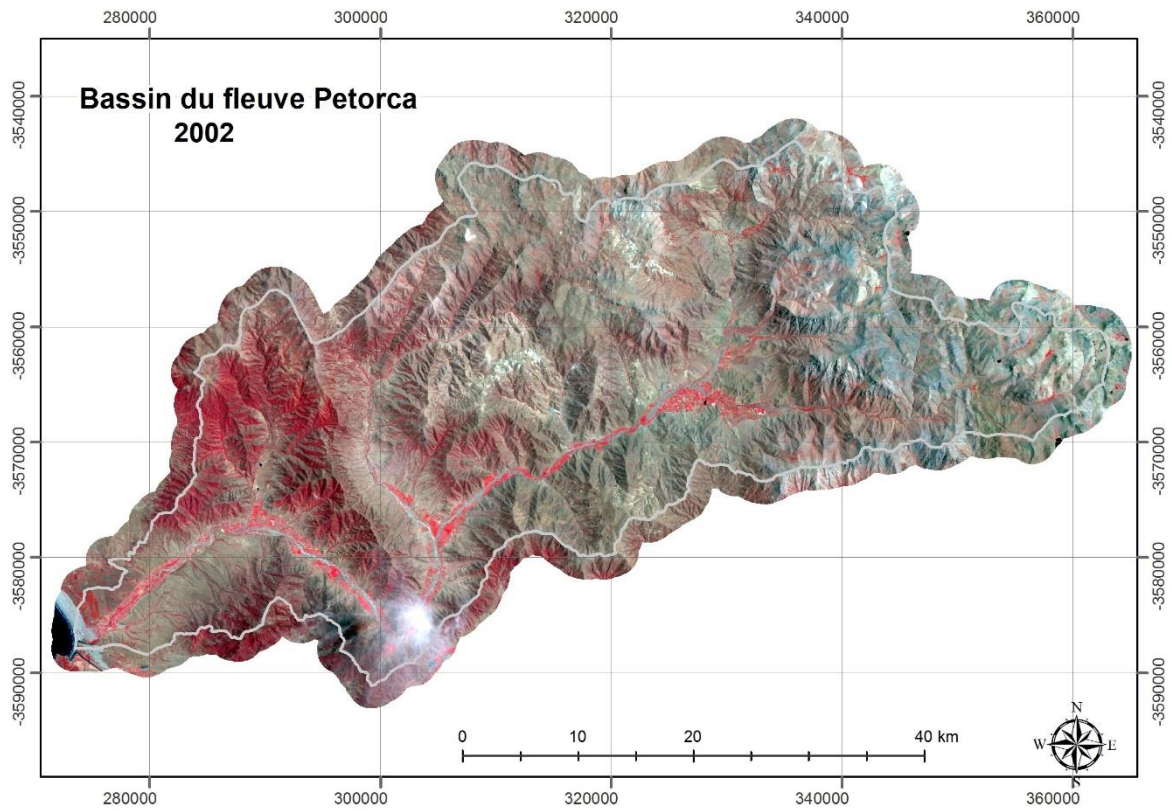 280000 300000 320000 340000 360000
Bassin du fleuve Petorca
2002
-3540000 -3540000
-3550000 -3550000
-3560000 -3560000
-3570000 -3570000
-3580000 -3580000
-3590000 -3590000
0 10 20 40 km
N
W E
S
280000 300000 320000 340000 360000